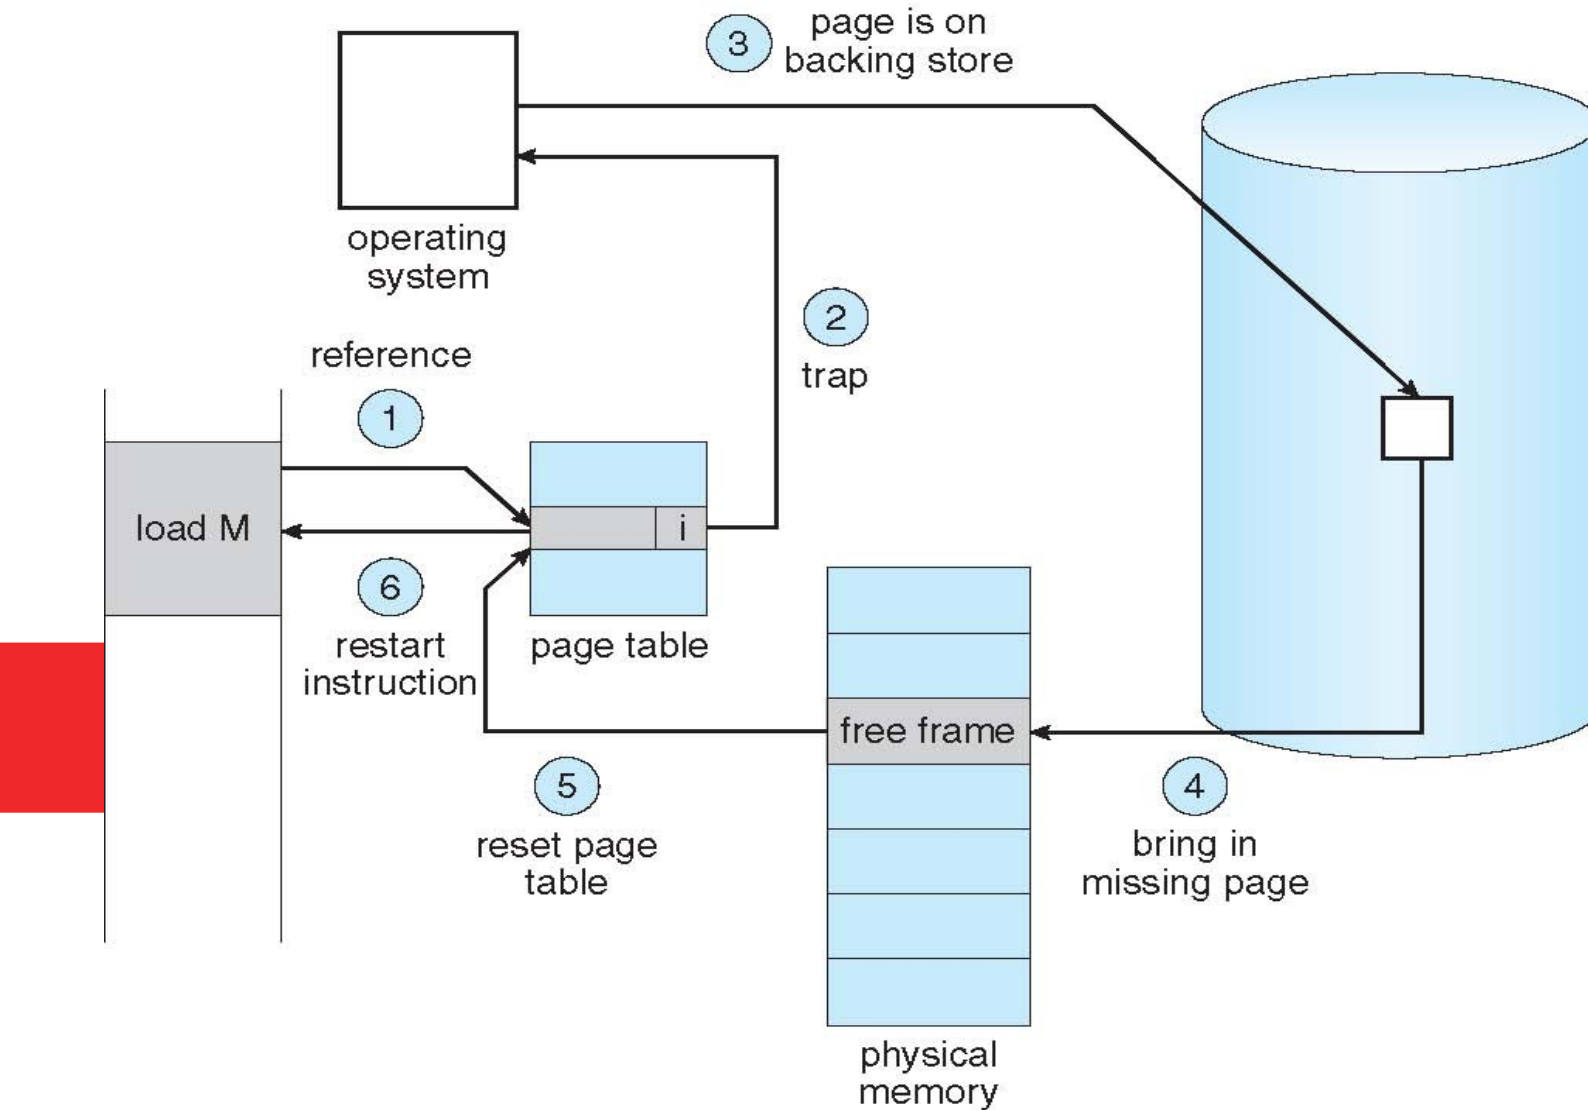 3
page is on
backing store
operating
system
2
trap
reference
1
load M
i
6
restart
instruction
page table
free frame
5
reset page
table
4
bring in
missing page
physical
memory